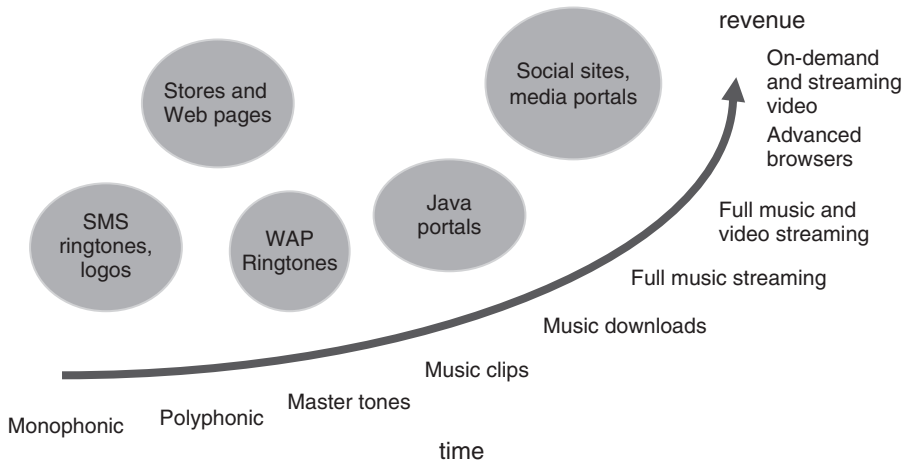 revenue
On-demand
and streaming
video
Advanced
browsers
Stores and
Web pages
Social sites,
media portals
SMS
ringtones,
logos
WAP
Ringtones
Java
portals
Full music and
video streaming
Full music streaming
Music downloads
Music clips
Master tones
Polyphonic
Monophonic
time